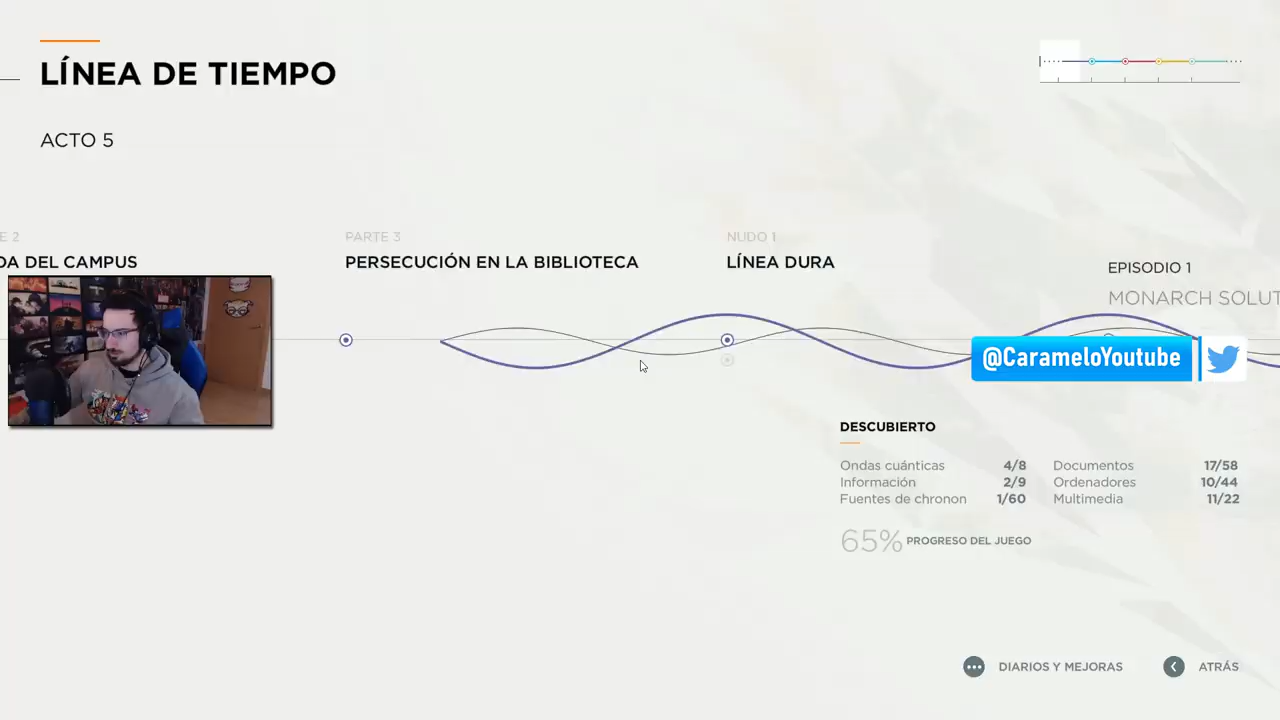 LÍNEA DE TIEMPO
ACTO 5
E 2
DA DEL CAMPUS
PARTE 3
PERSECUCIÓN EN LA BIBLIOTECA
NUDO 1
LÍNEA DURA
EPISODIO 1
MONARCH SOLUT
@CarameloYoutube
DESCUBIERTO
Ondas cuánticas 4/8
Información 2/9
Fuentes de chronon 1/60
Documentos 17/58
Ordenadores 10/44
Multimedia 11/22
65% PROGRESO DEL JUEGO
DIARIOS Y MEJORAS
ATRÁS